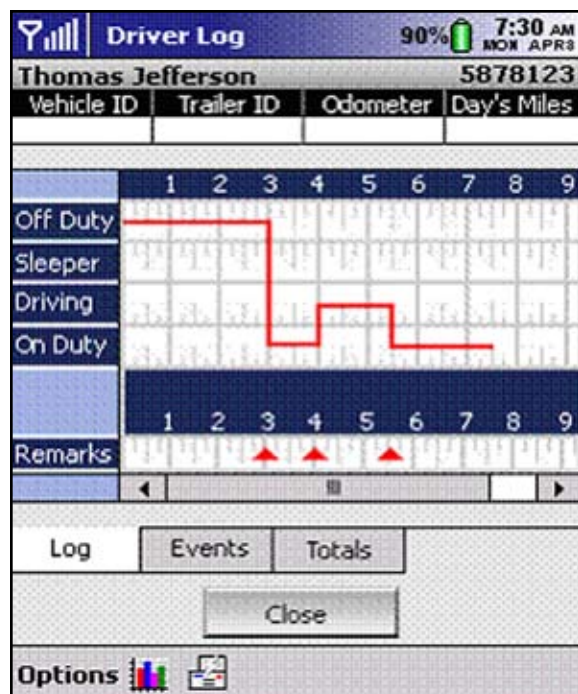 Driver Log 90% 7:30 AM
MON APR8
Thomas Jefferson 5878123
Vehicle ID Trailer ID Odometer Day's Miles
1 2 3 4 5 6 7 8 9
Off Duty
Sleeper
Driving
On Duty
1 2 3 4 5 6 7 8 9
Remarks
Log Events Totals
Close
Options